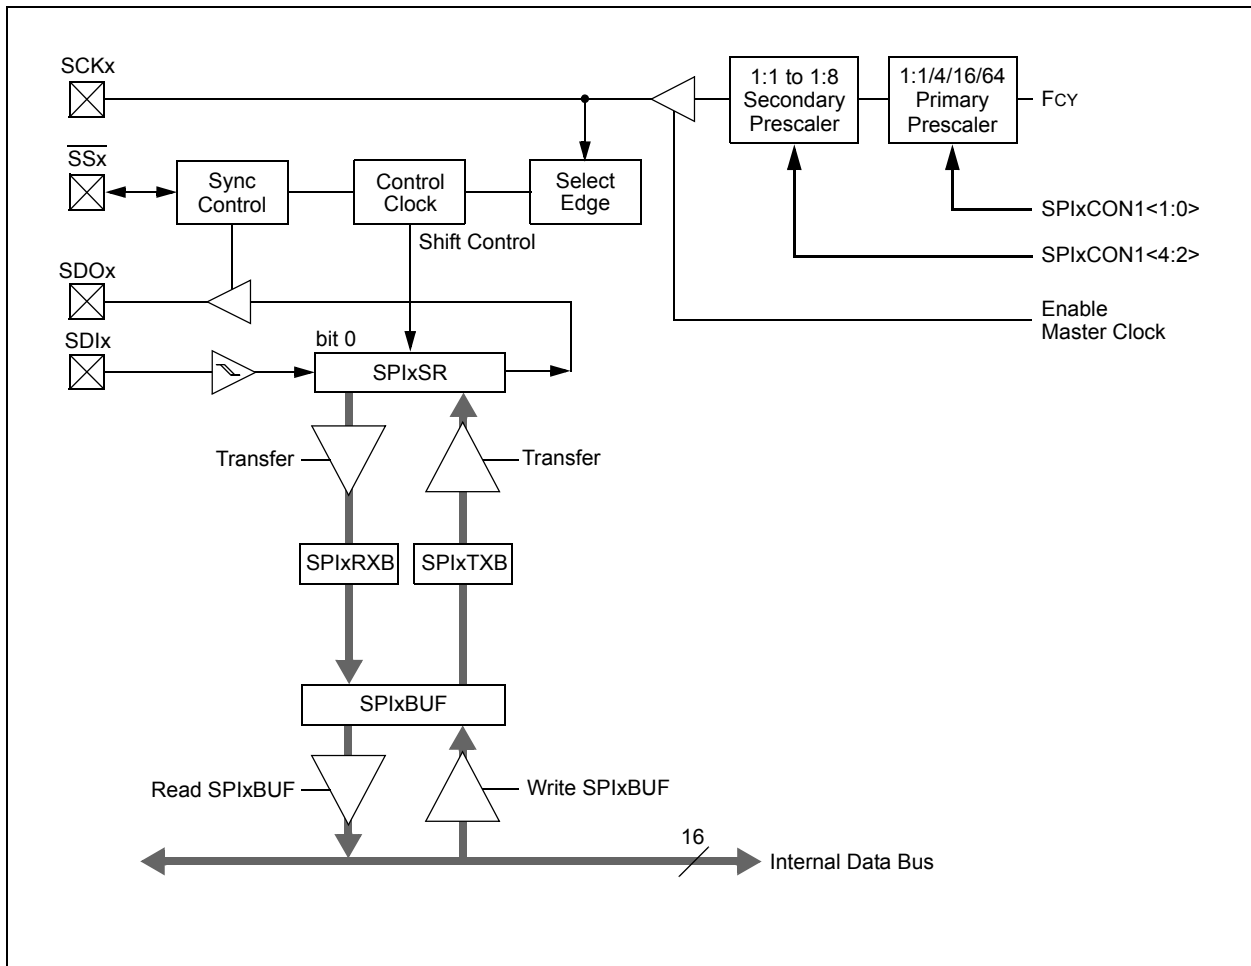 SCKx
1:1 to 1:8
Secondary
Prescaler
1:1/4/16/64
Primary
Prescaler
FCY
SSx
Sync
Control
Control
Clock
Select
Edge
SPIxCON1<1:0>
Shift Control
SPIxCON1<4:2>
SDOx
Enable
Master Clock
bit 0
SDIx
SPIxSR
Transfer
Transfer
SPIxRXB
SPIxTXB
SPIxBUF
Read SPIxBUF
Write SPIxBUF
16
Internal Data Bus